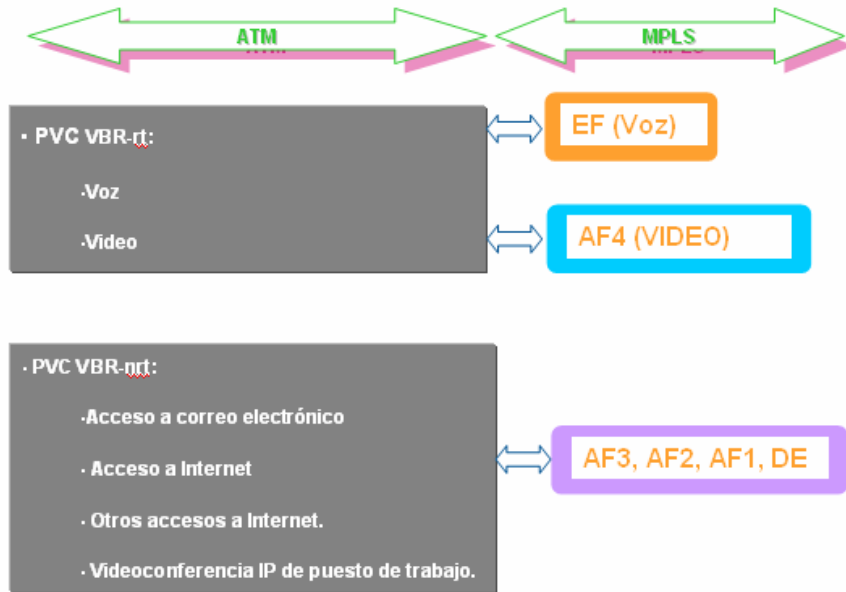 ATM
MPLS
· PVC VBR-rt:
·Voz
·Video
EF (Voz)
AF4 (VIDEO)
· PVC VBR-nrt:
·Acceso a correo electrónico
· Acceso a Internet
· Otros accesos a Internet.
· Videoconferencia IP de puesto de trabajo.
AF3, AF2, AF1, DE